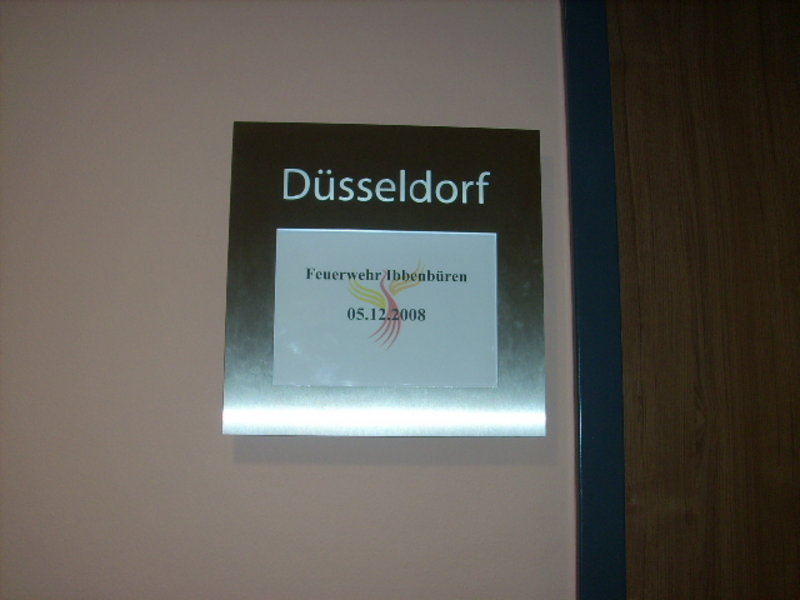 Düsseldorf
Feuerwehr Ibbenbüren
05.12.2008